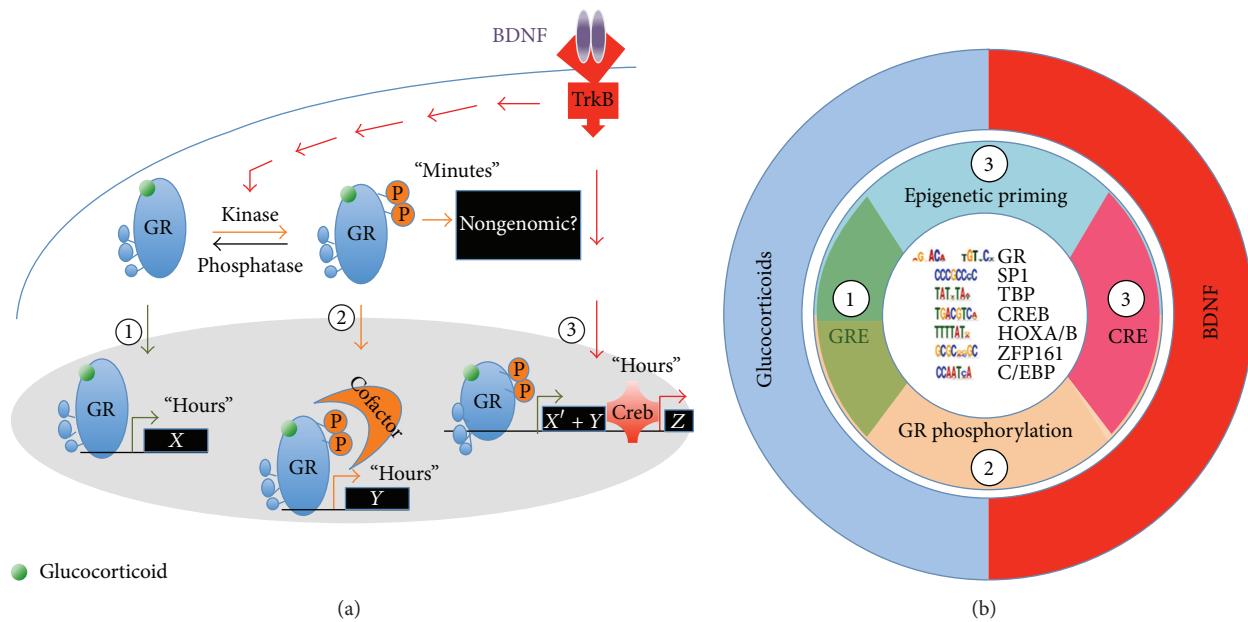 BDNF
TrkB
"Minutes"
P
P
GR
Kinase
Phosphatase
GR
Nongenomic?
1
2
3
GR
"Hours"
X
Cofactor
P
P
GR
"Hours"
Y
P
P
GR
"Hours"
X′ + Y
Creb
Z
Glucocorticoid
(a)
Glucocorticoids
BDNF
3
Epigenetic priming
1
GRE
3
CRE
GR phosphorylation
2
GR
CCCGCCCC SP1
TBP
TGACGTCA CREB
HOXA/B
ZFP161
C/EBP
(b)